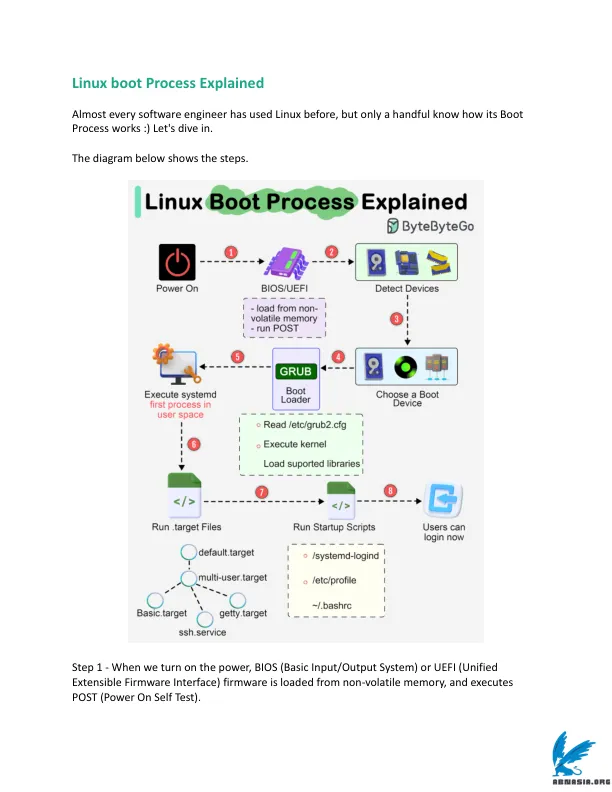 Linux boot Process Explained
Almost every software engineer has used Linux before, but only a handful know how its Boot
Process works :) Let's dive in.
The diagram below shows the steps.
Linux Boot Process Explained
ByteByteGo
1
2
Power On
BIOS/UEFI
Detect Devices
- load from non-
volatile memory
- run POST
3
5
4
GRUB
Boot
Loader
Execute systemd
first process in
user space
Choose a Boot
Device
Read /etc/grub2.cfg
Execute kernel
Load suported libraries
6
7
8
</>
</>
Run .target Files
Run Startup Scripts
Users can
login now
default.target
multi-user.target
Basic.target
getty.target
ssh.service
/systemd-logind
/etc/profile
~/.bashrc
Step 1 - When we turn on the power, BIOS (Basic Input/Output System) or UEFI (Unified
Extensible Firmware Interface) firmware is loaded from non-volatile memory, and executes
POST (Power On Self Test).
ABNASIA.ORG